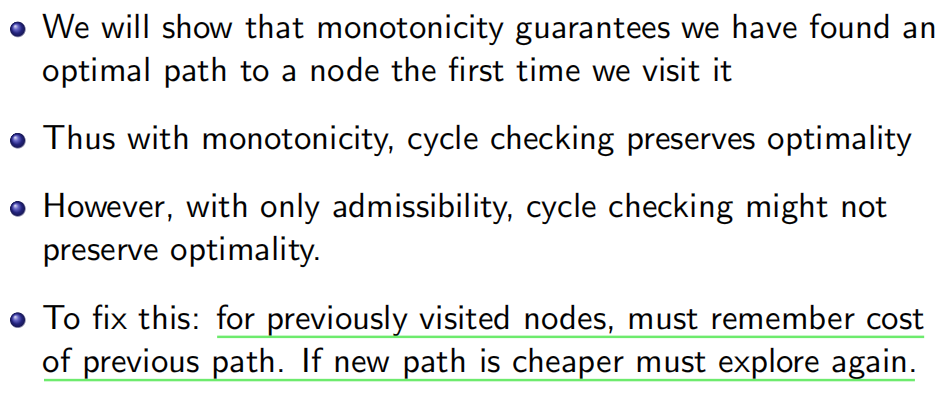 We will show that monotonicity guarantees we have found an
optimal path to a node the first time we visit it
Thus with monotonicity, cycle checking preserves optimality
However, with only admissibility, cycle checking might not
preserve optimality.
To fix this: for previously visited nodes, must remember cost
of previous path. If new path is cheaper must explore again.